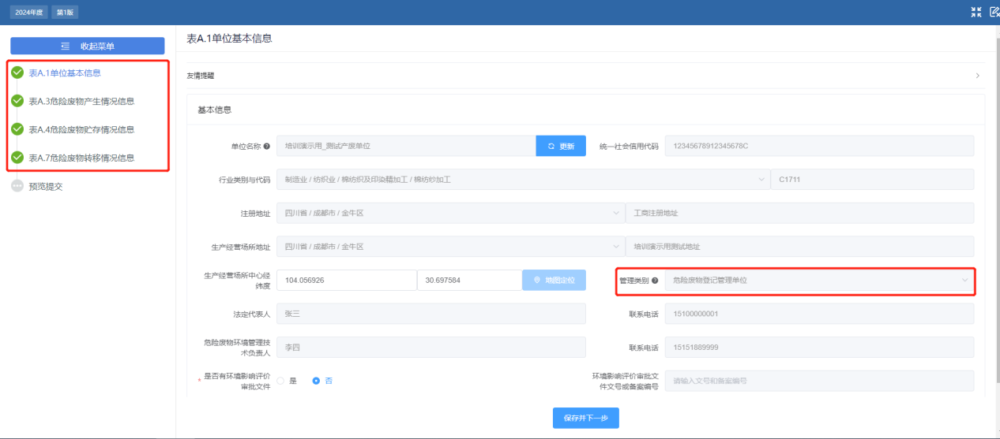 2024年度 第1版
收起菜单
表A.1单位基本信息
表A.3危险废物产生情况信息
表A.4危险废物贮存情况信息
表A.7危险废物转移情况信息
预览提交
表A.1单位基本信息
友情提醒
基本信息
单位名称 培训演示用_测试产废单位 更新 统一社会信用代码 12345678912345678C
行业类别与代码 制造业 / 纺织业 / 棉纺织及印染精加工 / 棉纺纱加工 C1711
注册地址 四川省 / 成都市 / 金牛区 工商注册地址
生产经营场所地址 四川省 / 成都市 / 金牛区 培训演示用测试地址
生产经营场所中心经
纬度 104.056926 30.697584 地图定位 管理类别 危险废物登记管理单位
法定代表人 张三 联系电话 15100000001
危险废物环境管理技
术负责人 李四 联系电话 15151889999
* 是否有环境影响评价
审批文件 是 否 环境影响评价审批文
件文号或备案编号 请输入文号和备案编号
保存并下一步